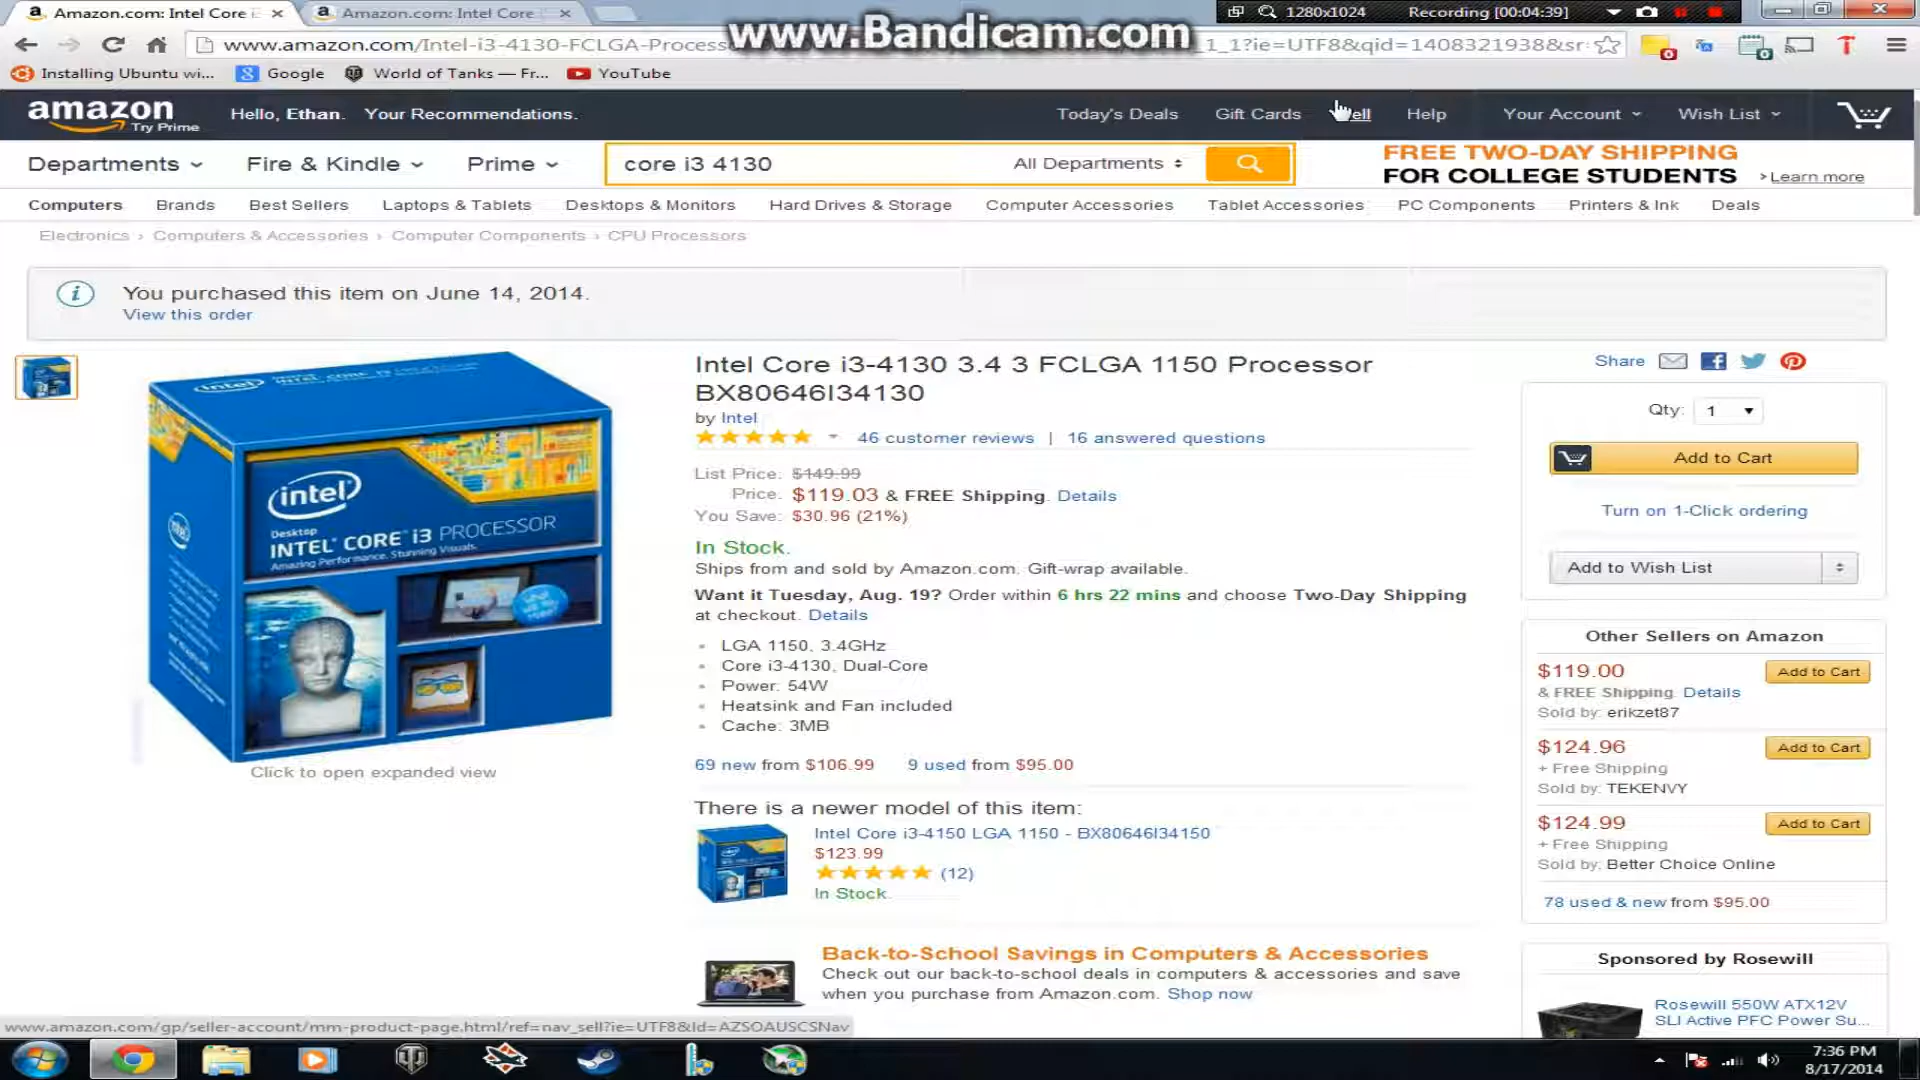 Amazon.com: Intel Core i
Amazon.com: Intel Core
www.Bandicam.com
1280x1024
Recording [00:04:39]
www.amazon.com/Intel-i3-4130-FCLGA-Process
1_1?ie=UTF8&qid=1408321938&sr
Installing Ubuntu wi...
Google
World of Tanks — Fr...
YouTube
amazon
Try Prime
Hello, Ethan. Your Recommendations.
Today's Deals
Gift Cards
ell
Help
Your Account
Wish List
Departments
Fire & Kindle
Prime
core i3 4130
All Departments
FREE TWO-DAY SHIPPING
FOR COLLEGE STUDENTS
> Learn more
Computers
Brands
Best Sellers
Laptops & Tablets
Desktops & Monitors
Hard Drives & Storage
Computer Accessories
Tablet Accessories
PC Components
Printers & Ink
Deals
Electronics › Computers & Accessories › Computer Components › CPU Processors
You purchased this item on June 14, 2014.
View this order
intel
(intel)
Desktop
INTEL® CORE™ i3 PROCESSOR
Amazing Performance. Stunning Visuals.
Click to open expanded view
Intel Core i3-4130 3.4 3 FCLGA 1150 Processor
BX80646I34130
by Intel
46 customer reviews | 16 answered questions
List Price: $149.99
Price: $119.03 & FREE Shipping. Details
You Save: $30.96 (21%)
In Stock.
Ships from and sold by Amazon.com. Gift-wrap available.
Want it Tuesday, Aug. 19? Order within 6 hrs 22 mins and choose Two-Day Shipping
at checkout. Details
LGA 1150, 3.4GHz
Core i3-4130, Dual-Core
Power: 54W
Heatsink and Fan included
Cache: 3MB
69 new from $106.99 9 used from $95.00
There is a newer model of this item:
Intel Core i3-4150 LGA 1150 - BX80646I34150
$123.99
(12)
In Stock.
Back-to-School Savings in Computers & Accessories
Check out our back-to-school deals in computers & accessories and save
when you purchase from Amazon.com. Shop now
Share
Qty: 1
Add to Cart
Turn on 1-Click ordering
Add to Wish List
Other Sellers on Amazon
$119.00
Add to Cart
& FREE Shipping. Details
Sold by: erikzet87
$124.96
Add to Cart
+ Free Shipping
Sold by: TEKENVY
$124.99
Add to Cart
+ Free Shipping
Sold by: Better Choice Online
78 used & new from $95.00
Sponsored by Rosewill
Rosewill 550W ATX12V
SLI Active PFC Power Su...
www.amazon.com/gp/seller-account/mm-product-page.html/ref=nav_sell?ie=UTF8&ld=AZSOAUSCSNav
7:36 PM
8/17/2014